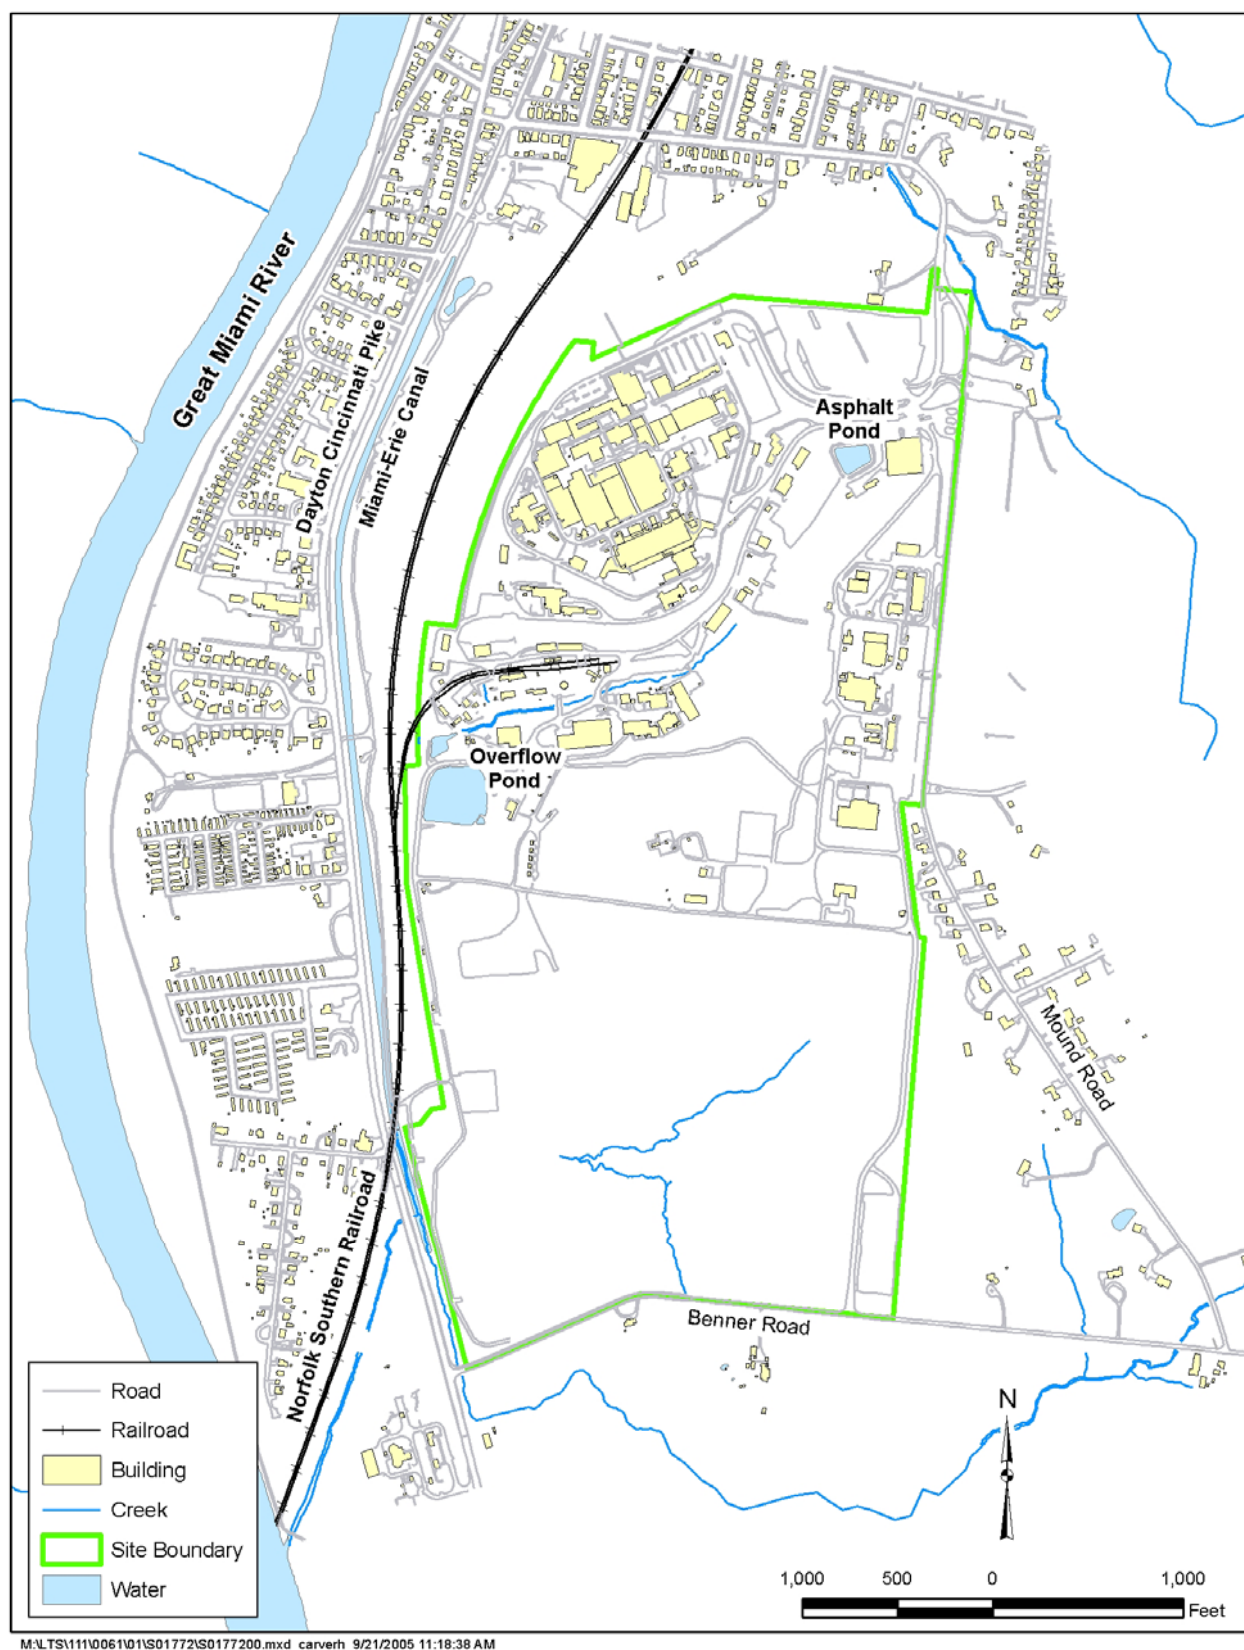 Great Miami River
Dayton Cincinnati Pike
Miami-Erie Canal
Asphalt
Pond
Overflow
Pond
Mound Road
Norfolk Southern Railroad
Benner Road
Road
Railroad
Building
Creek
Site Boundary
Water
N
1,000 500 0 1,000
Feet
M:\LTS\111\0061\01\S01772\S0177200.mxd carverh 9/21/2005 11:18:38 AM